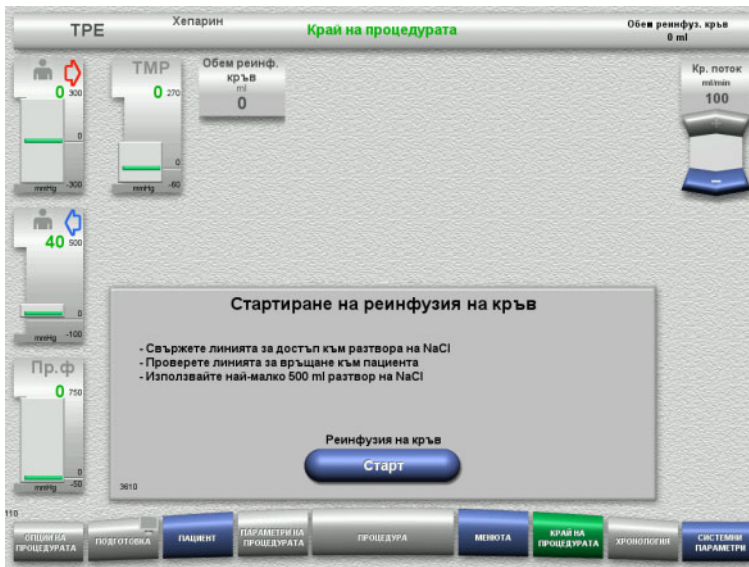 TPE
Хепарин
Край на процедурата
Обем реинфуз. кръв
0 ml
0
300
0
-300
mmHg
TMP
0
270
0
-60
mmHg
Обем реинф.
кръв
ml
0
Кр. поток
ml/min
100
40
500
0
-100
mmHg
Пр.ф
0
750
0
-50
mmHg
Стартиране на реинфузия на кръв
- Свържете линията за достъп към разтвора на NaCl
- Проверете линията за връщане към пациента
- Използвайте най-малко 500 ml разтвор на NaCl
Реинфузия на кръв
Старт
3610
110
ОПЦИИ НА
ПРОЦЕДУРАТА
ПОДГОТОВКА
ПАЦИЕНТ
ПАРАМЕТРИ НА
ПРОЦЕДУРАТА
ПРОЦЕДУРА
МЕНЮТА
КРАЙ НА
ПРОЦЕДУРАТА
ХРОНОЛОГИЯ
СИСТЕМНИ
ПАРАМЕТРИ